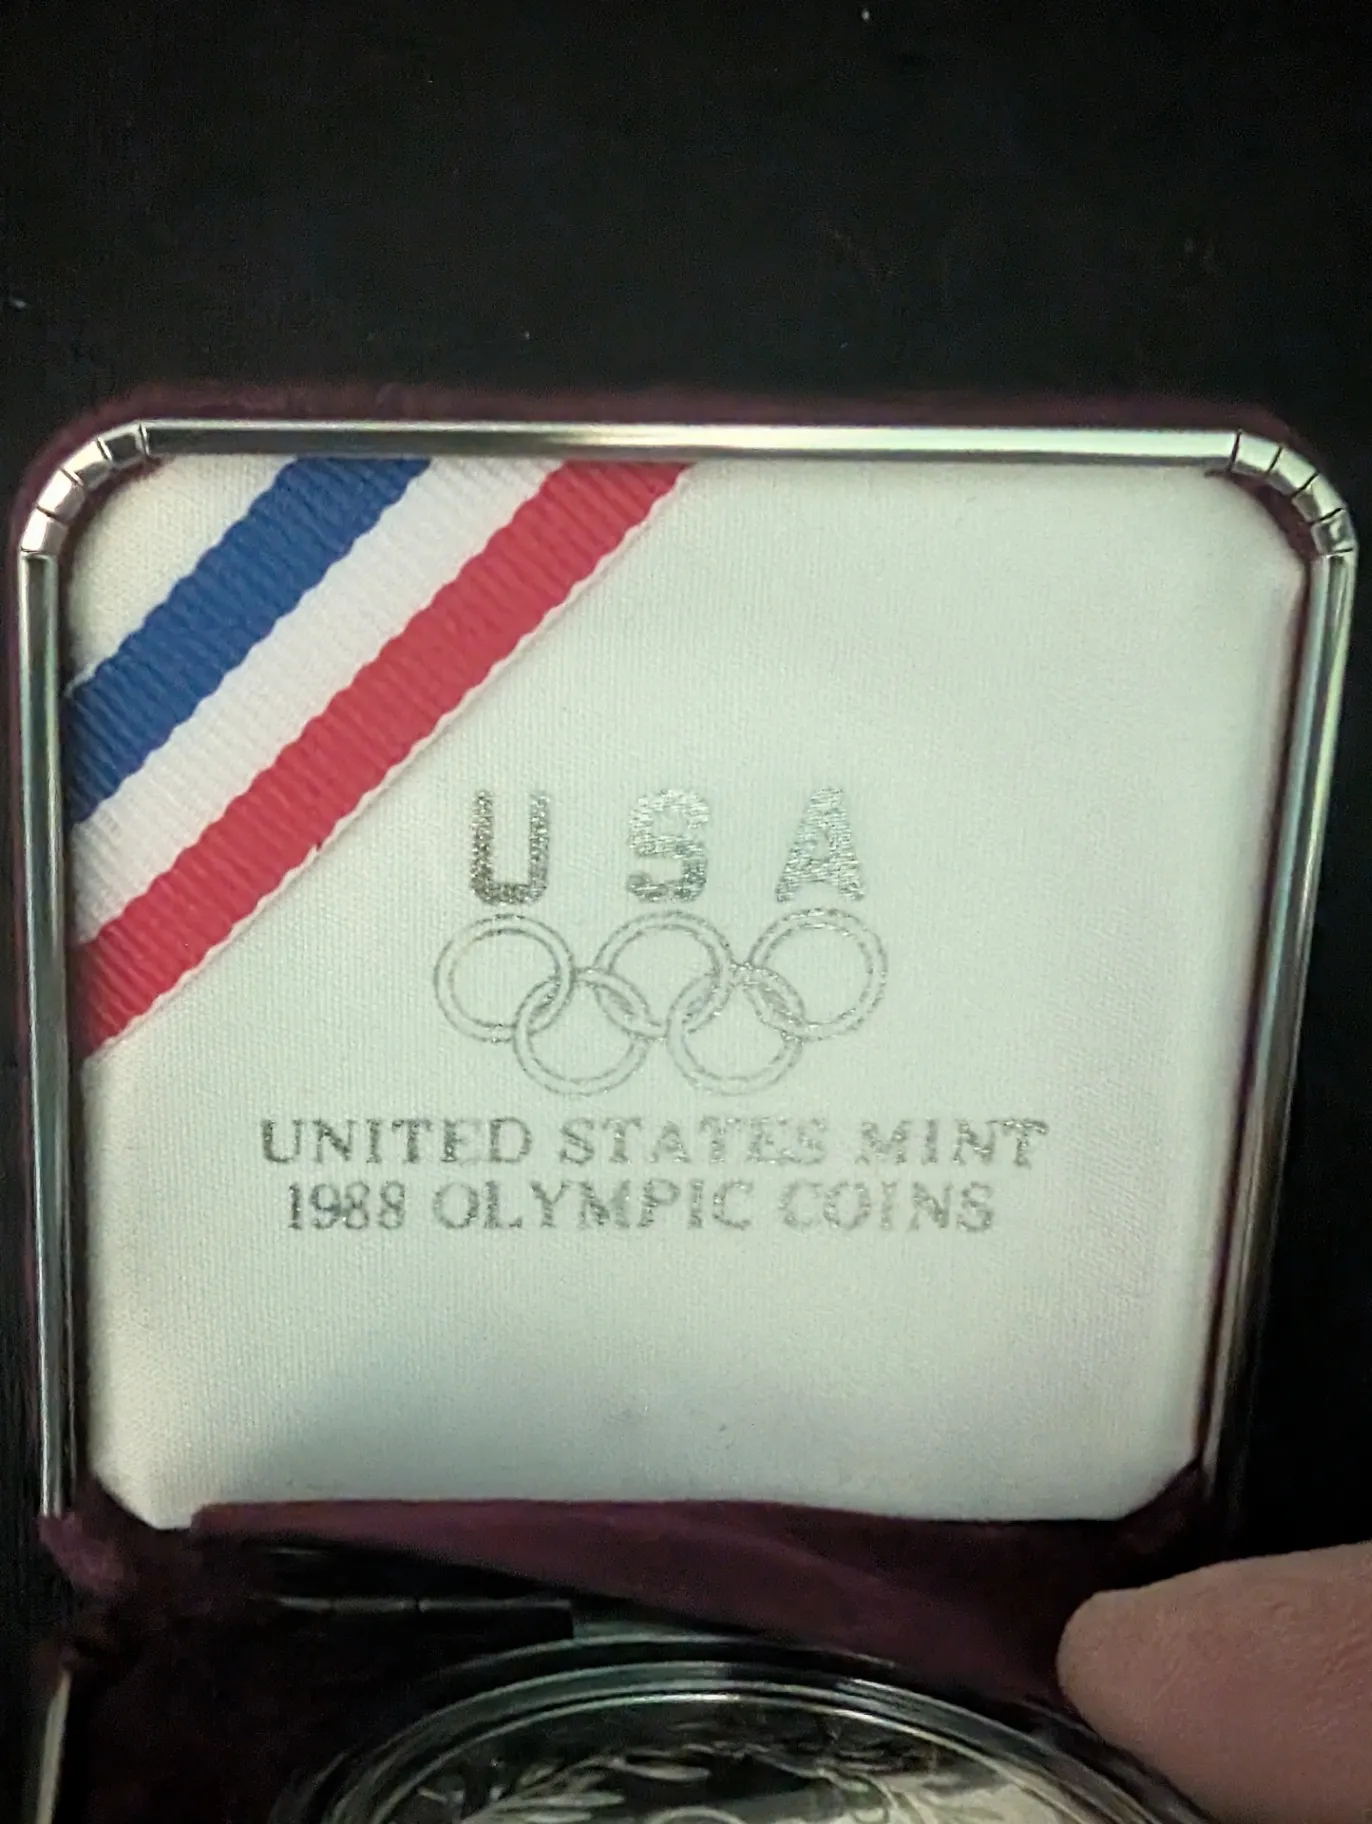 USA
UNITED STATES MINT
1988 OLYMPIC COINS